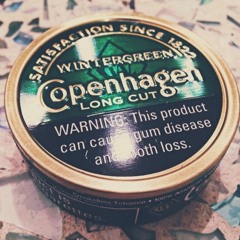 SATISFACTION SINCE 1822
WINTERGREEN
Copenhagen
LONG CUT
WARNING: This product
can cause gum disease
and tooth loss.